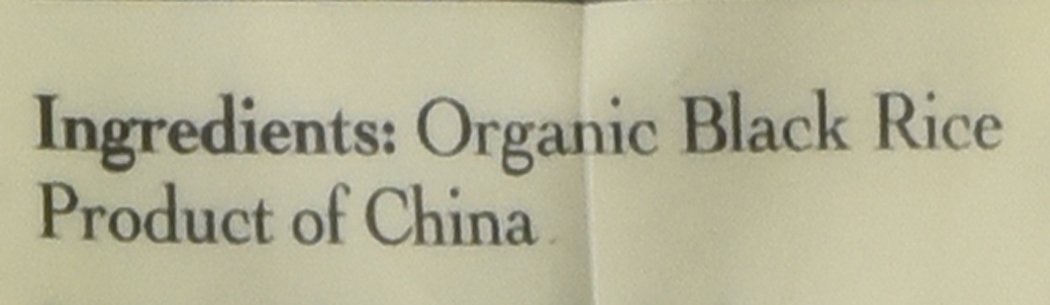 Ingredients: Organic Black Rice
Product of China